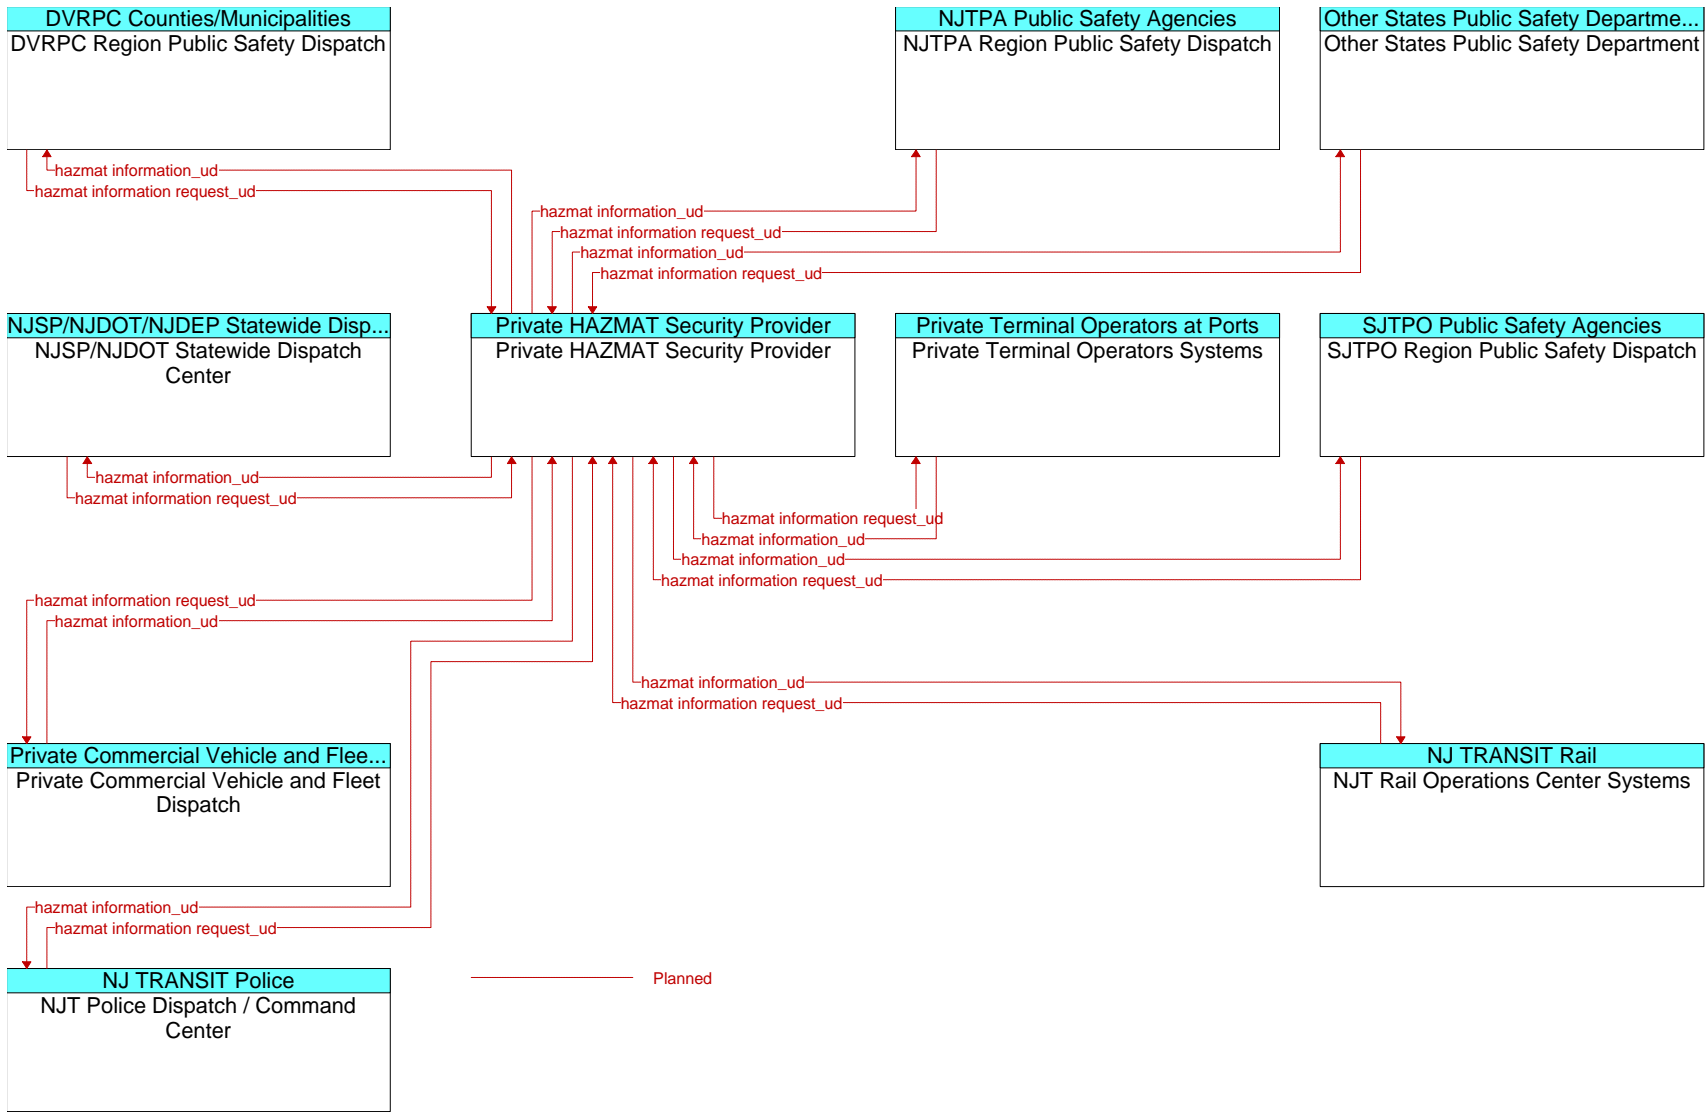 DVRPC Counties/Municipalities
DVRPC Region Public Safety Dispatch
NJTPA Public Safety Agencies
NJTPA Region Public Safety Dispatch
Other States Public Safety Departme...
Other States Public Safety Department
hazmat information_ud
hazmat information request_ud
hazmat information_ud
hazmat information request_ud
hazmat information_ud
hazmat information request_ud
NJSP/NJDOT/NJDEP Statewide Disp...
NJSP/NJDOT Statewide Dispatch
Center
Private HAZMAT Security Provider
Private HAZMAT Security Provider
Private Terminal Operators at Ports
Private Terminal Operators Systems
SJTPO Public Safety Agencies
SJTPO Region Public Safety Dispatch
hazmat information_ud
hazmat information request_ud
hazmat information request_ud
hazmat information_ud
hazmat information_ud
hazmat information request_ud
hazmat information request_ud
hazmat information_ud
hazmat information_ud
hazmat information request_ud
Private Commercial Vehicle and Flee...
Private Commercial Vehicle and Fleet
Dispatch
NJ TRANSIT Rail
NJT Rail Operations Center Systems
hazmat information_ud
hazmat information request_ud
NJ TRANSIT Police
NJT Police Dispatch / Command
Center
Planned